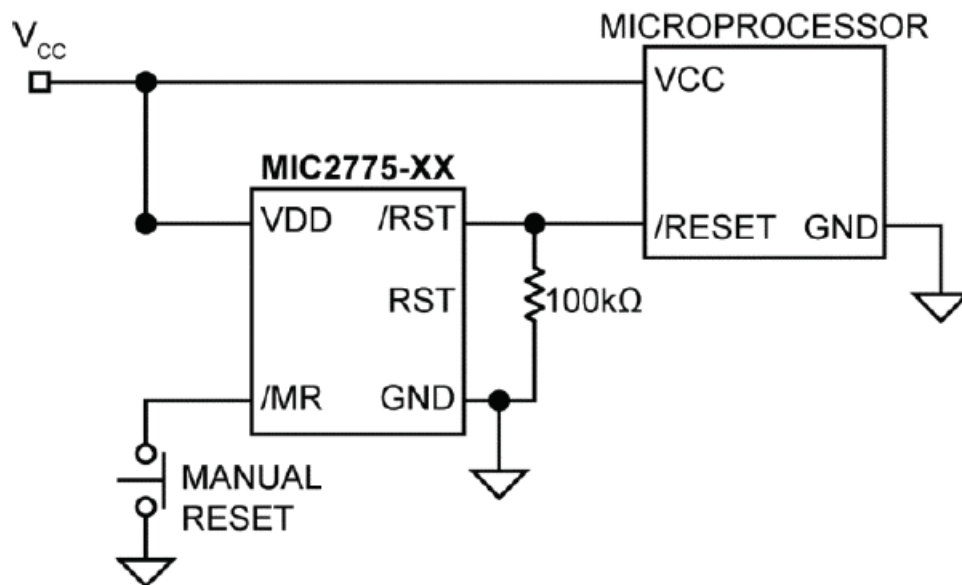 VCC
MICROPROCESSOR
VCC
MIC2775-XX
VDD
/RST
/RESET
GND
RST
100kΩ
/MR
GND
MANUAL
RESET